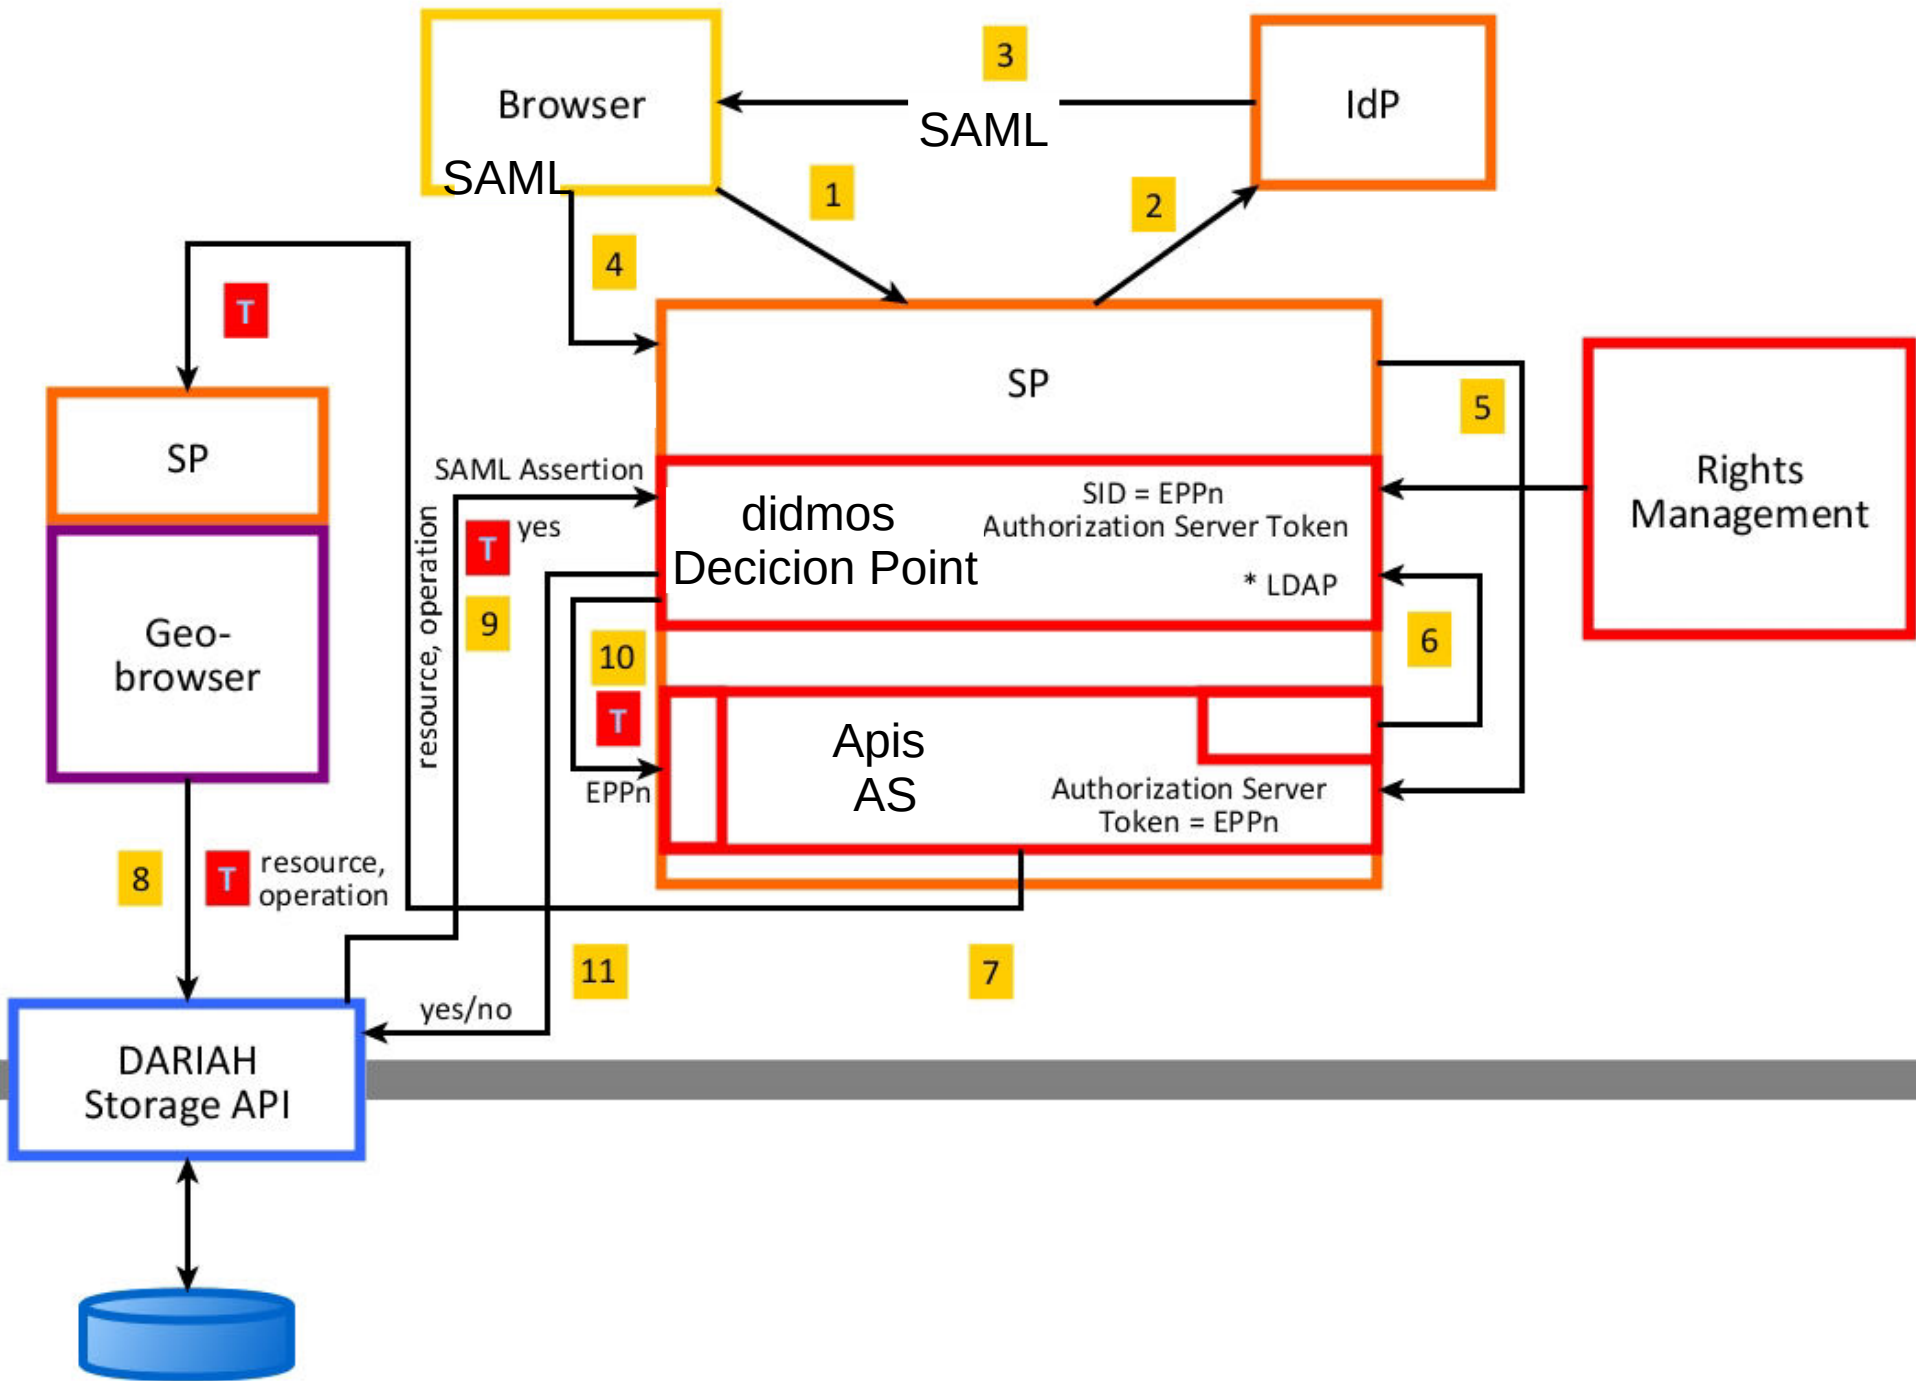 3
Browser
SAML
IdP
SAML
1
2
4
T
SP
5
SP
SAML Assertion
Rights
Management
SID = EPPn
Authorization Server Token
didmos
Decicion Point
* LDAP
T
yes
resource, operation
9
Geo-
browser
10
6
T
Apis
AS
EPPn
Authorization Server
Token = EPPn
8
T
resource,
operation
11
7
yes/no
DARIAH
Storage API